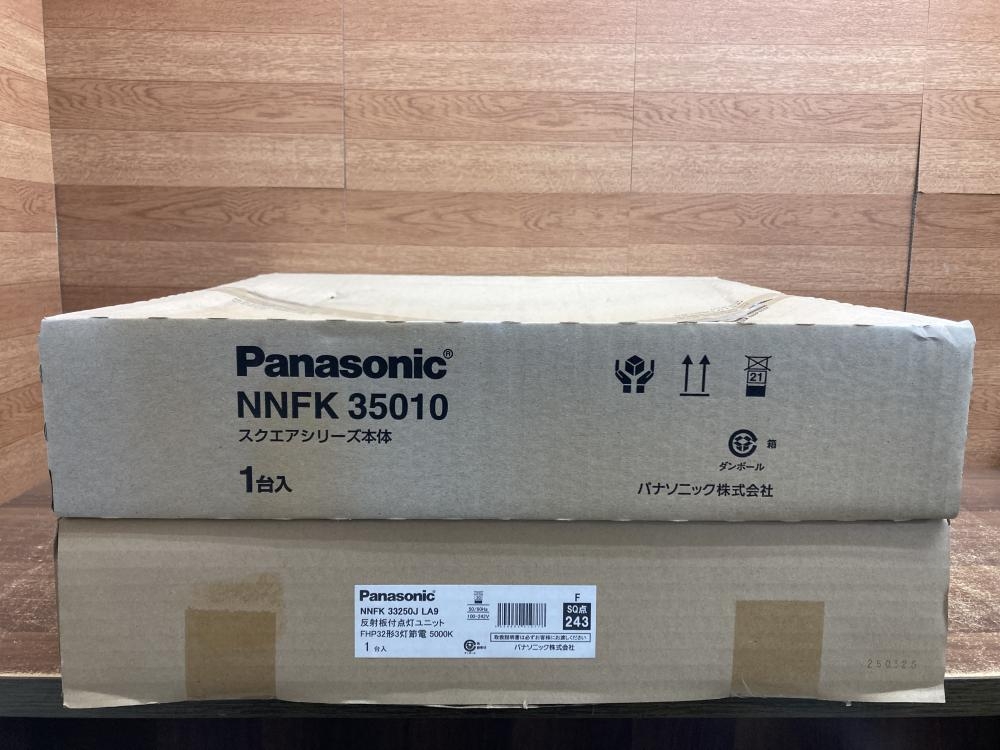 Panasonic®
NNFK 35010
スクエアシリーズ本体
1台入
21
箱
ダンボール
パナソニック株式会社
Panasonic
NNFK 33250J LA9
反射板付点灯ユニット
FHP32形3灯節電 5000K
1台入
50/60Hz
100-242V
F
SQ点
243
取扱説明書は必ずお客様にお渡しください
パナソニック株式会社
250325